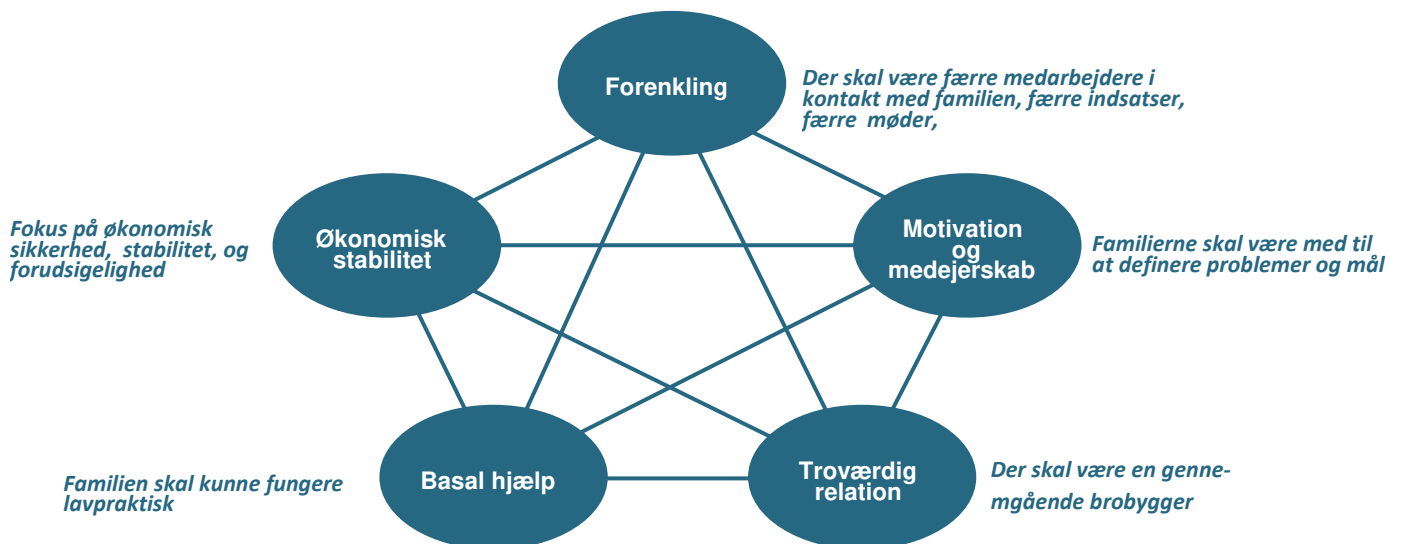 Forenkling
Der skal være færre medarbejdere i
kontakt med familien, færre indsatser,
færre møder,
Fokus på økonomisk
sikkerhed, stabilitet, og
forudsigelighed
Økonomisk
stabilitet
Motivation
og
medejerskab
Familierne skal være med til
at definere problemer og mål
Familien skal kunne fungere
lavpraktisk
Basal hjælp
Troværdig
relation
Der skal være en genne-
mgående brobygger